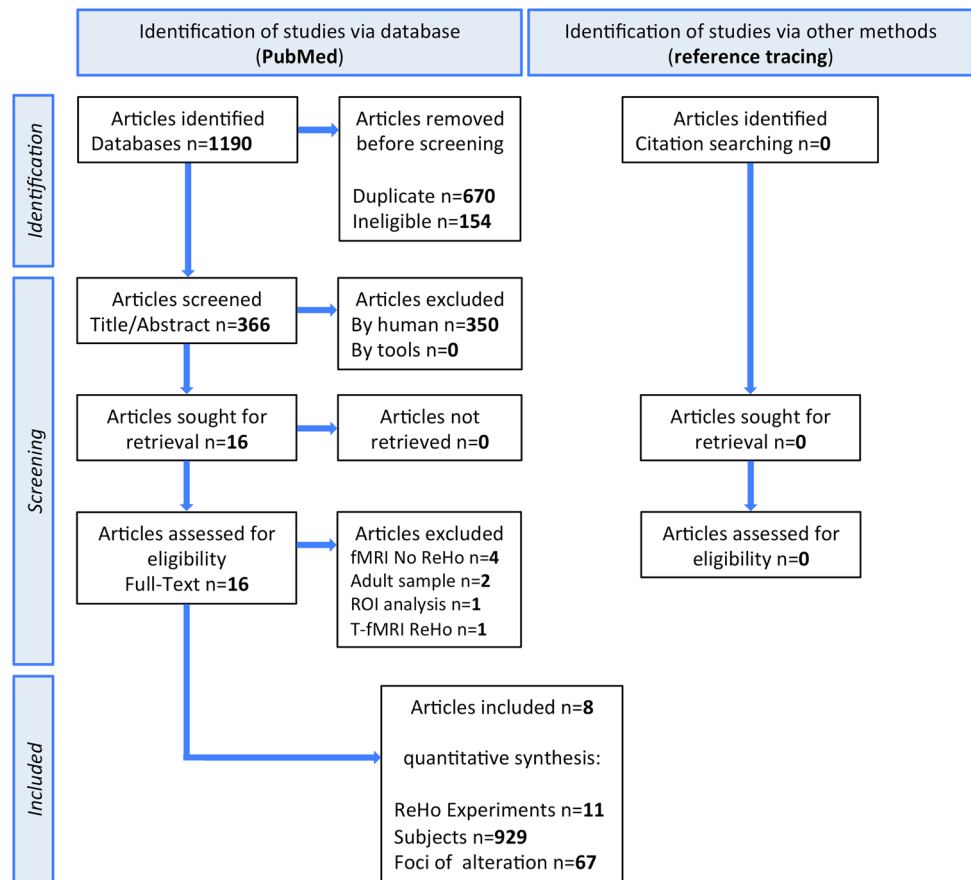 Identification of studies via database
(PubMed)
Identification of studies via other methods
(reference tracing)
Identification
Articles identified
Databases n=1190
Articles removed
before screening
Duplicate n=670
Ineligible n=154
Articles identified
Citation searching n=0
Screening
Articles screened
Title/Abstract n=366
Articles excluded
By human n=350
By tools n=0
Articles sought for
retrieval n=16
Articles not
retrieved n=0
Articles sought for
retrieval n=0
Articles assessed for
eligibility
Full-Text n=16
Articles excluded
fMRI No ReHo n=4
Adult sample n=2
ROI analysis n=1
T-fMRI ReHo n=1
Articles assessed for
eligibility n=0
Included
Articles included n=8
quantitative synthesis:
ReHo Experiments n=11
Subjects n=929
Foci of alteration n=67